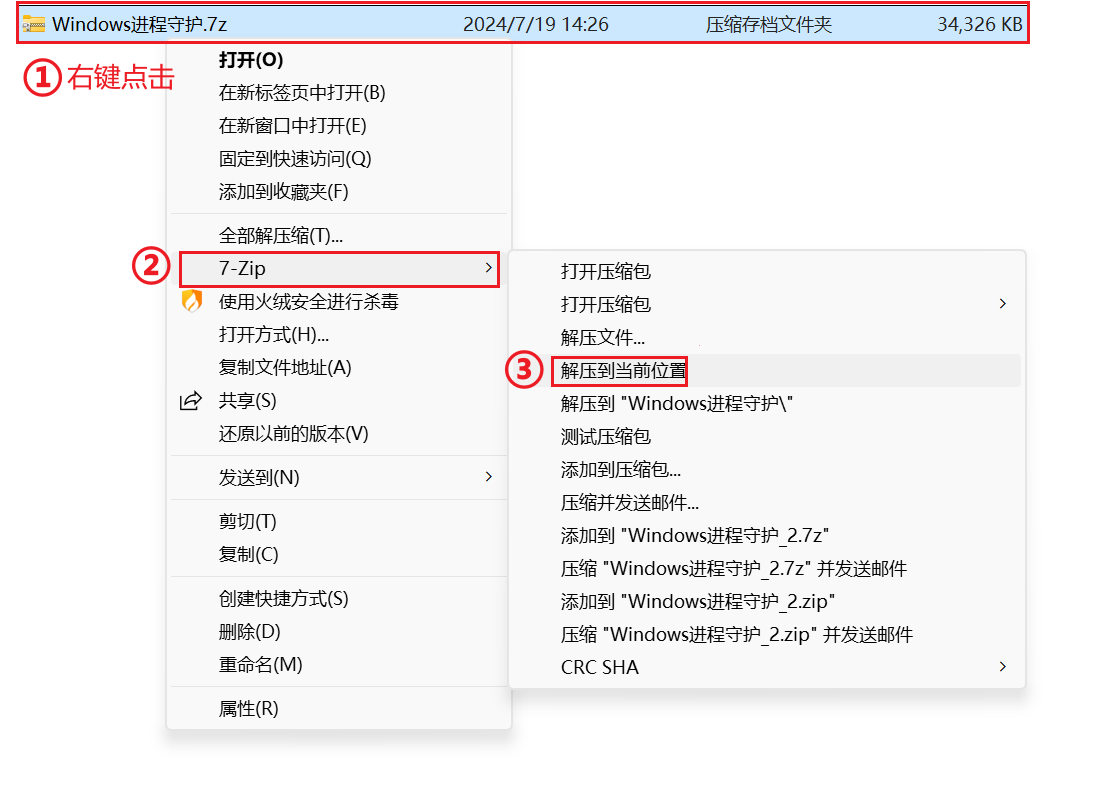 Windows进程守护.7z 2024/7/19 14:26 压缩存档文件夹 34,326 KB
① 右键点击
打开(O)
在新标签页中打开(B)
在新窗口中打开(E)
固定到快速访问(Q)
添加到收藏夹(F)
全部解压缩(T)...
② 7-Zip
使用火绒安全进行杀毒
打开方式(H)...
复制文件地址(A)
共享(S)
还原以前的版本(V)
发送到(N)
剪切(T)
复制(C)
创建快捷方式(S)
删除(D)
重命名(M)
属性(R)
打开压缩包
打开压缩包
解压文件...
③ 解压到当前位置
解压到 "Windows进程守护\"
测试压缩包
添加到压缩包...
压缩并发送邮件...
添加到 "Windows进程守护_2.7z"
压缩 "Windows进程守护_2.7z" 并发送邮件
添加到 "Windows进程守护_2.zip"
压缩 "Windows进程守护_2.zip" 并发送邮件
CRC SHA